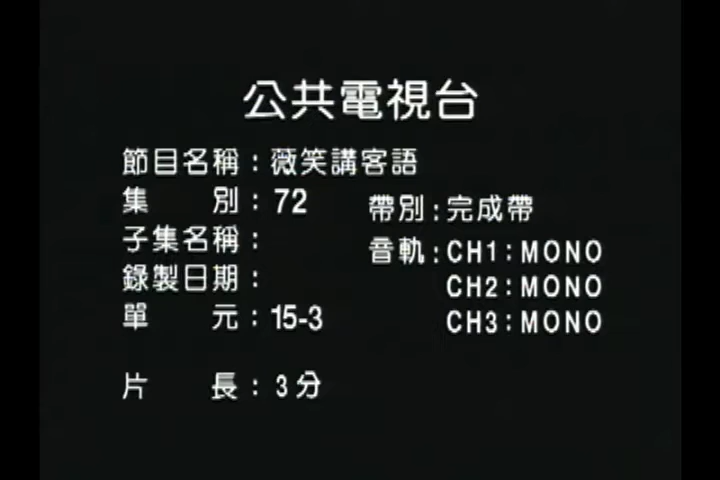 公共電視台
節目名稱：薇笑講客語
集　　別：72
帶別：完成帶
子集名稱：
音軌：CH1：MONO
錄製日期：
CH2：MONO
單　　元：15-3
CH3：MONO
片　　長：3分